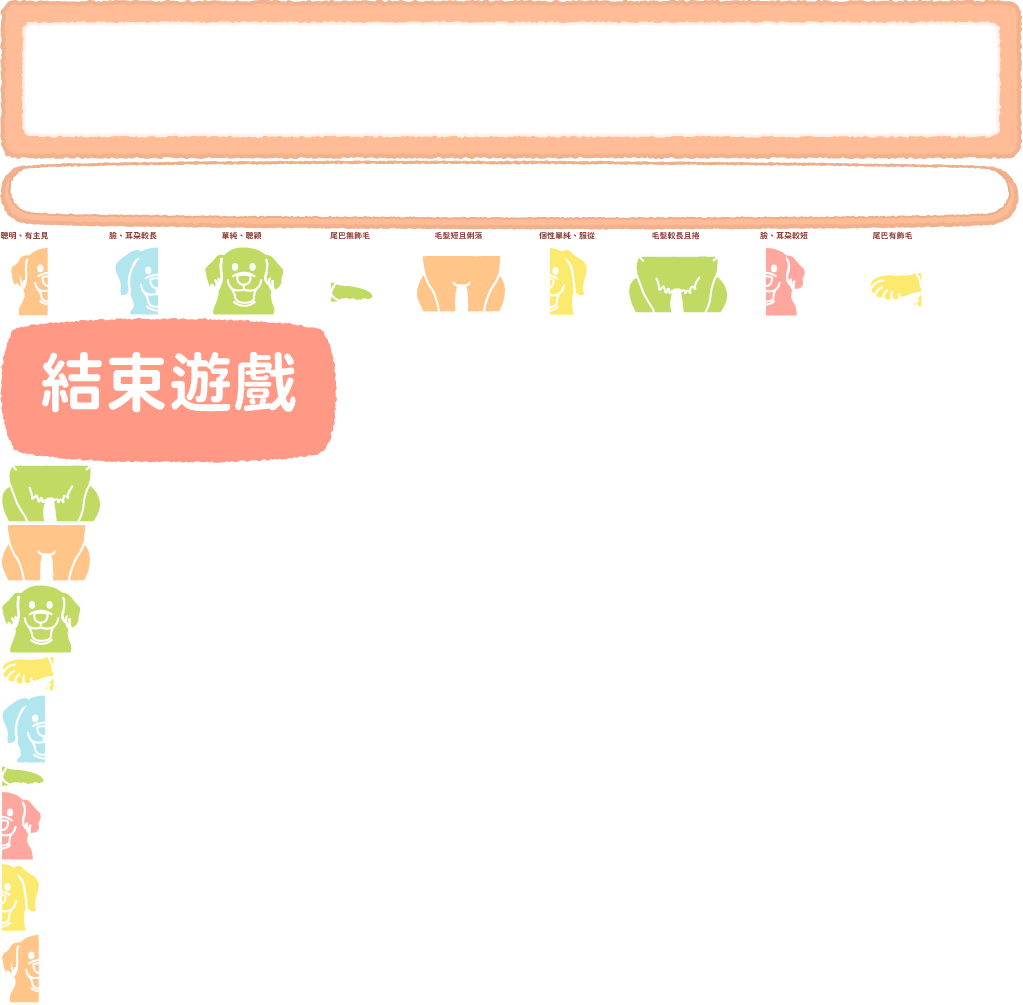 聰明、有主見
臉、耳朶較長
單純、聰穎
尾巴無飾毛
毛髮短且俐落
個性單純、服從
毛髮較長且捲
臉、耳朶較短
尾巴有飾毛
結束遊戲